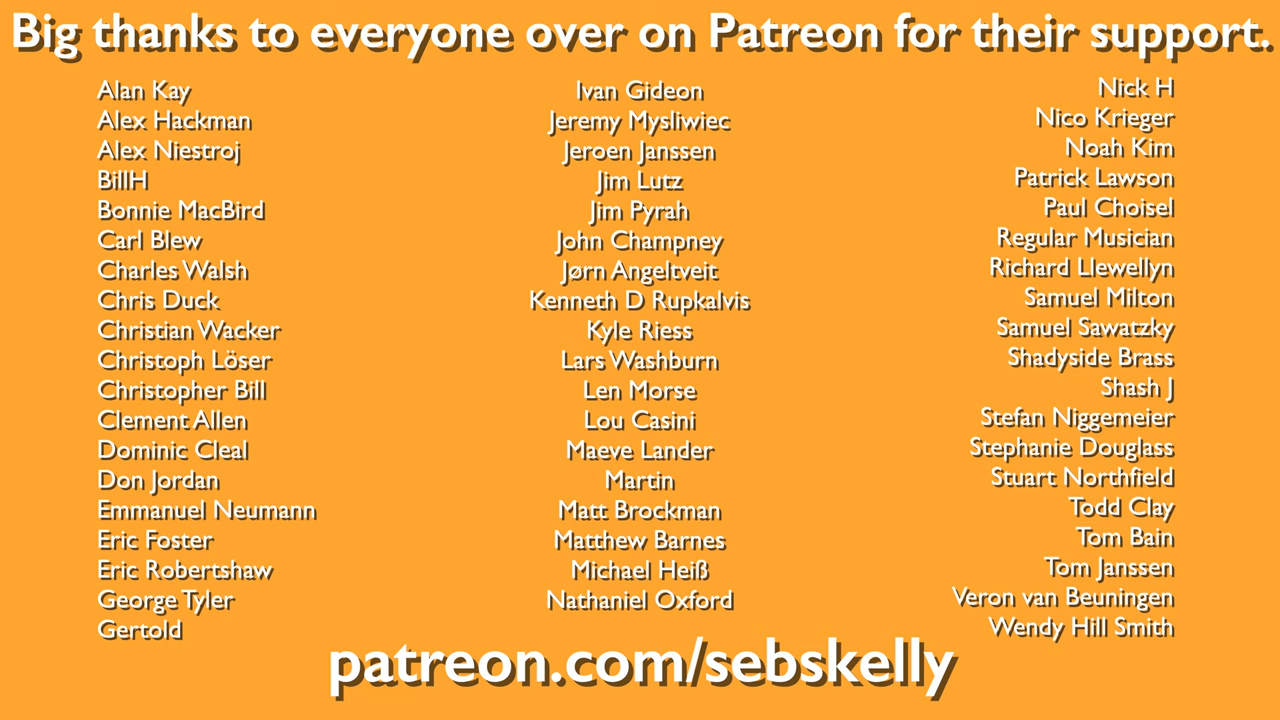 Big thanks to everyone over on Patreon for their support.
Alan Kay
Alex Hackman
Alex Niestroj
BillH
Bonnie MacBird
Carl Blew
Charles Walsh
Chris Duck
Christian Wacker
Christoph Löser
Christopher Bill
Clement Allen
Dominic Cleal
Don Jordan
Emmanuel Neumann
Eric Foster
Eric Robertshaw
George Tyler
Gertold
Ivan Gideon
Jeremy Mysliwiec
Jeroen Janssen
Jim Lutz
Jim Pyrah
John Champney
Jørn Angeltveit
Kenneth D Rupkalvis
Kyle Riess
Lars Washburn
Len Morse
Lou Casini
Maeve Lander
Martin
Matt Brockman
Matthew Barnes
Michael Heiß
Nathaniel Oxford
Nick H
Nico Krieger
Noah Kim
Patrick Lawson
Paul Choisel
Regular Musician
Richard Llewellyn
Samuel Milton
Samuel Sawatzky
Shadyside Brass
Shash J
Stefan Niggemeier
Stephanie Douglass
Stuart Northfield
Todd Clay
Tom Bain
Tom Janssen
Veron van Beuningen
Wendy Hill Smith
patreon.com/sebskelly